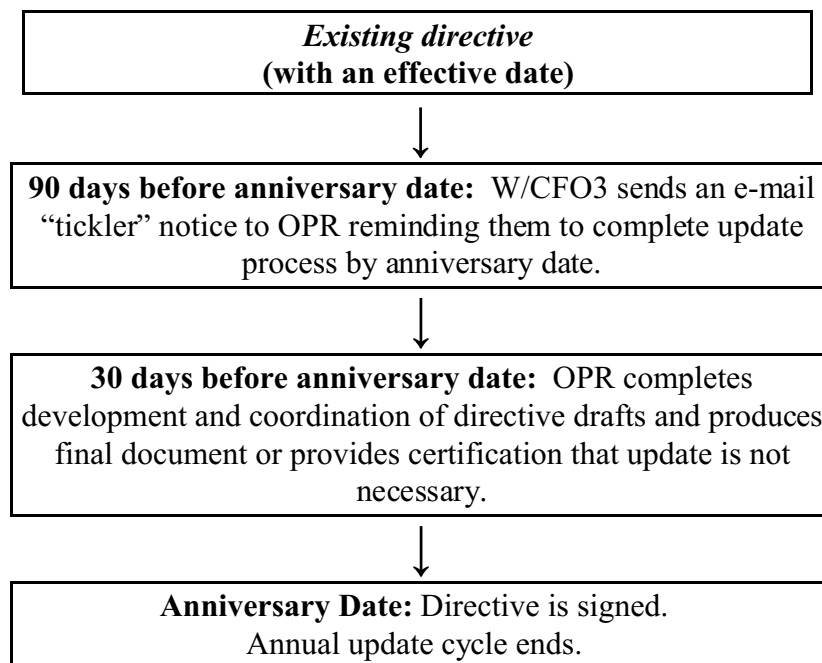 Existing directive
(with an effective date)
90 days before anniversary date:  W/CFO3 sends an e-mail
“tickler” notice to OPR reminding them to complete update
process by anniversary date.
30 days before anniversary date:  OPR completes
development and coordination of directive drafts and produces
final document or provides certification that update is not
necessary.
Anniversary Date: Directive is signed.
Annual update cycle ends.